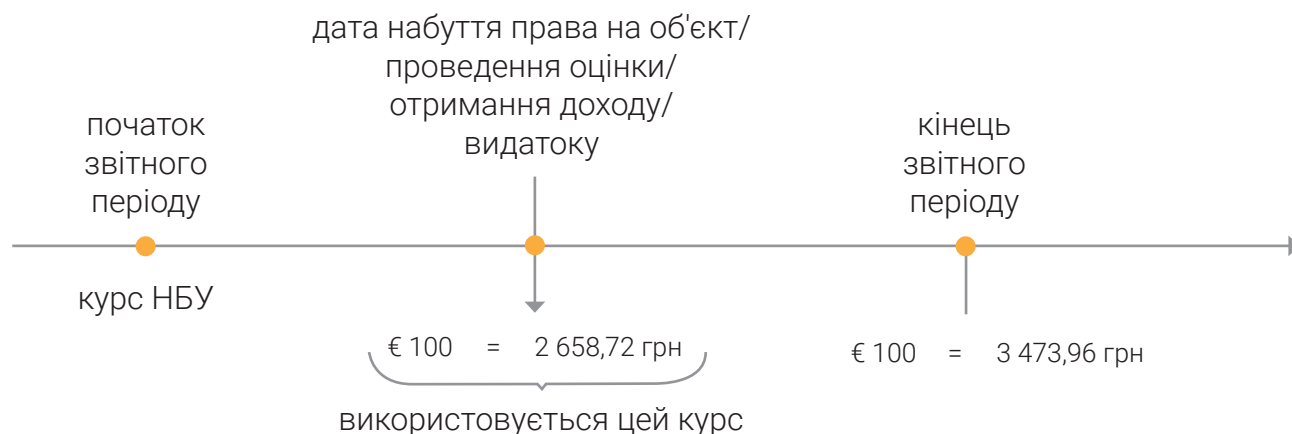 дата набуття права на об'єкт/
проведення оцінки/
отримання доходу/
видатоку
початок
звітного
періоду
кінець
звітного
періоду
курс НБУ
€ 100 = 2 658,72 грн
€ 100 = 3 473,96 грн
використовується цей курс